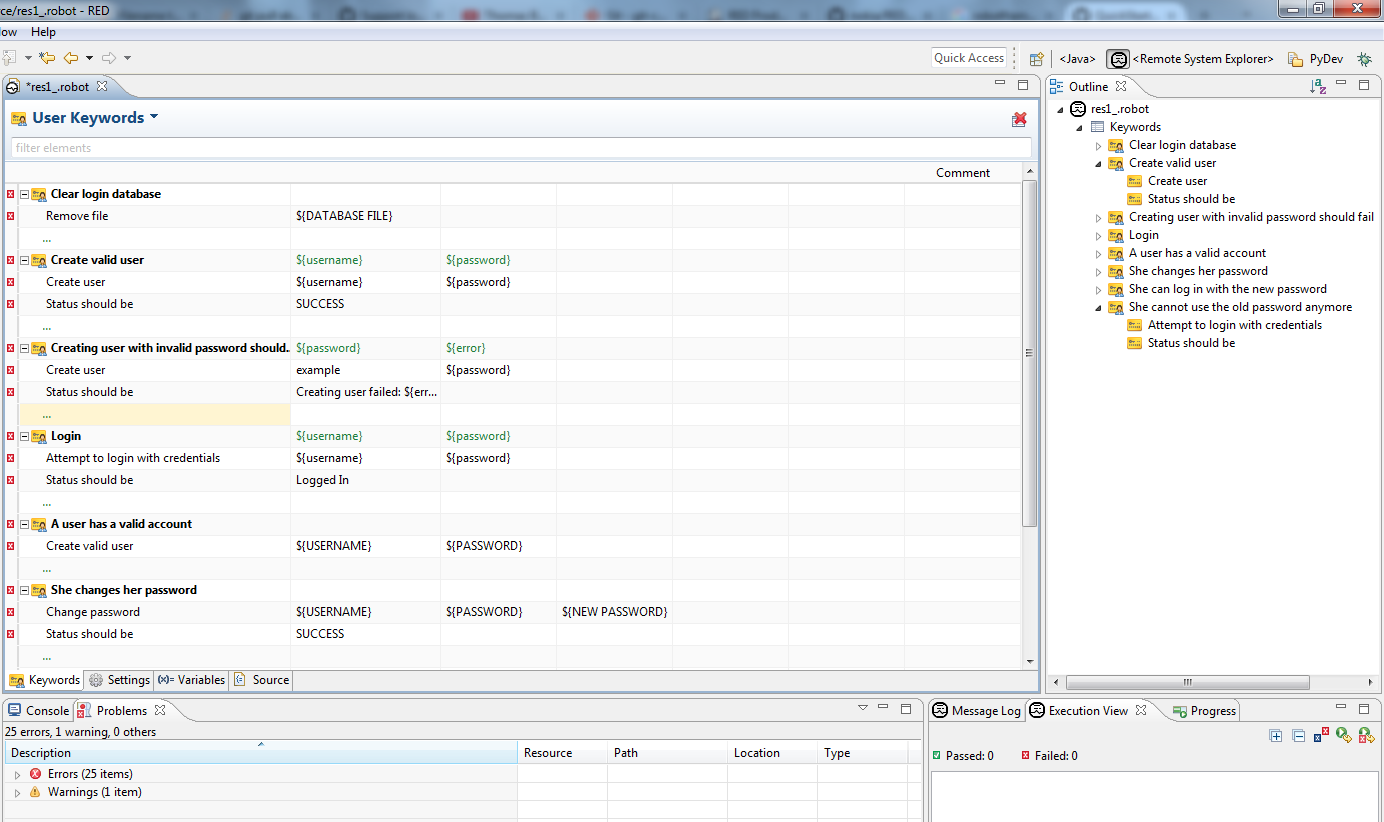 rce/res1_.robot - RED
ow Help
Quick Access <Java> <Remote System Explorer> PyDev
*res1_.robot
User Keywords
filter elements
Comment
Clear login database
Remove file ${DATABASE FILE}
...
Create valid user ${username} ${password}
Create user ${username} ${password}
Status should be SUCCESS
...
Creating user with invalid password should.. ${password} ${error}
Create user example ${password}
Status should be Creating user failed: ${err...
...
Login ${username} ${password}
Attempt to login with credentials ${username} ${password}
Status should be Logged In
...
A user has a valid account
Create valid user ${USERNAME} ${PASSWORD}
...
She changes her password
Change password ${USERNAME} ${PASSWORD} ${NEW PASSWORD}
Status should be SUCCESS
...
Keywords Settings (x)= Variables Source
Outline
res1_.robot
Keywords
Clear login database
Create valid user
Create user
Status should be
Creating user with invalid password should fail
Login
A user has a valid account
She changes her password
She can log in with the new password
She cannot use the old password anymore
Attempt to login with credentials
Status should be
Console Problems
25 errors, 1 warning, 0 others
Description Resource Path Location Type
Errors (25 items)
Warnings (1 item)
Message Log Execution View Progress
Passed: 0 Failed: 0